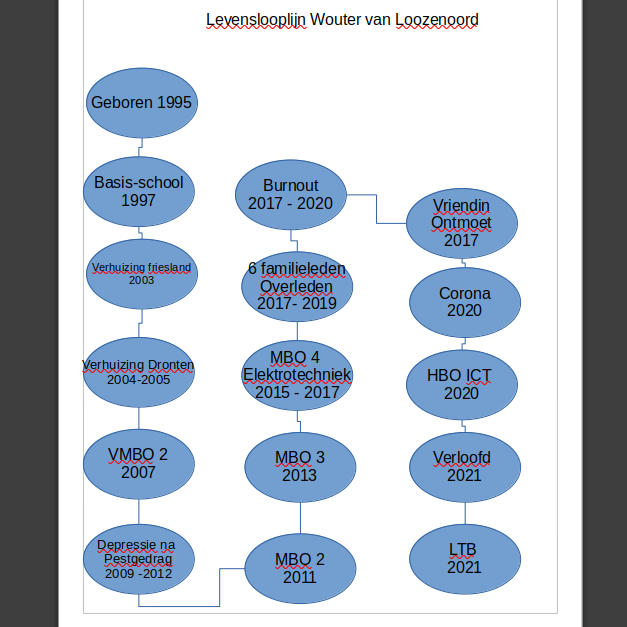 Levenslooplijn Wouter van Loozenoord
Geboren 1995
Basis-school
1997
Verhuizing friesland
2003
Verhuizing Dronten
2004-2005
VMBO 2
2007
Depressie na
Pestgedrag
2009 -2012
MBO 2
2011
MBO 3
2013
MBO 4
Elektrotechniek
2015 - 2017
6 familieleden
Overleden
2017- 2019
Burnout
2017 - 2020
Vriendin
Ontmoet
2017
Corona
2020
HBO ICT
2020
Verloofd
2021
LTB
2021